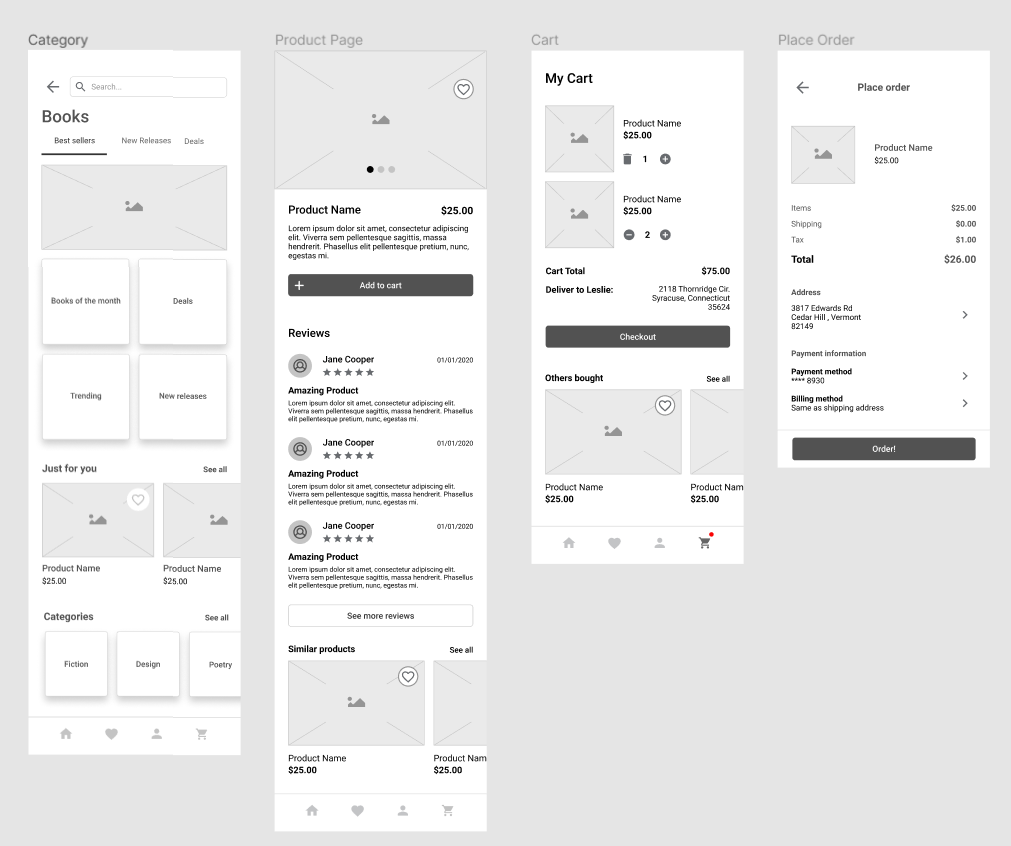 Category
Search...
Books
Best sellers
New Releases
Deals
Books of the month
Deals
Trending
New releases
Just for you
See all
Product Name
$25.00
Product Name
$25.00
Categories
See all
Fiction
Design
Poetry
Product Page
Product Name
$25.00
Lorem ipsum dolor sit amet, consectetur adipiscing
elit. Viverra sem pellentesque sagittis, massa
hendrerit. Phasellus elit pellentesque pretium, nunc,
egestas mi.
+
Add to cart
Reviews
Jane Cooper
01/01/2020
Amazing Product
Lorem ipsum dolor sit amet, consectetur adipiscing elit.
Viverra sem pellentesque sagittis, massa hendrerit. Phasellus
elit pellentesque pretium, nunc, egestas mi.
Jane Cooper
01/01/2020
Amazing Product
Lorem ipsum dolor sit amet, consectetur adipiscing elit.
Viverra sem pellentesque sagittis, massa hendrerit. Phasellus
elit pellentesque pretium, nunc, egestas mi.
Jane Cooper
01/01/2020
Amazing Product
Lorem ipsum dolor sit amet, consectetur adipiscing elit.
Viverra sem pellentesque sagittis, massa hendrerit. Phasellus
elit pellentesque pretium, nunc, egestas mi.
See more reviews
Similar products
See all
Product Name
$25.00
Product Nam
$25.00
Cart
My Cart
Product Name
$25.00
1
Product Name
$25.00
2
Cart Total
$75.00
Deliver to Leslie:
2118 Thornridge Cir.
Syracuse, Connecticut
35624
Checkout
Others bought
See all
Product Name
$25.00
Product Nam
$25.00
Place Order
Place order
Product Name
$25.00
Items
$25.00
Shipping
$0.00
Tax
$1.00
Total
$26.00
Address
3817 Edwards Rd
Cedar Hill , Vermont
82149
Payment information
Payment method
**** 8930
Billing method
Same as shipping address
Order!